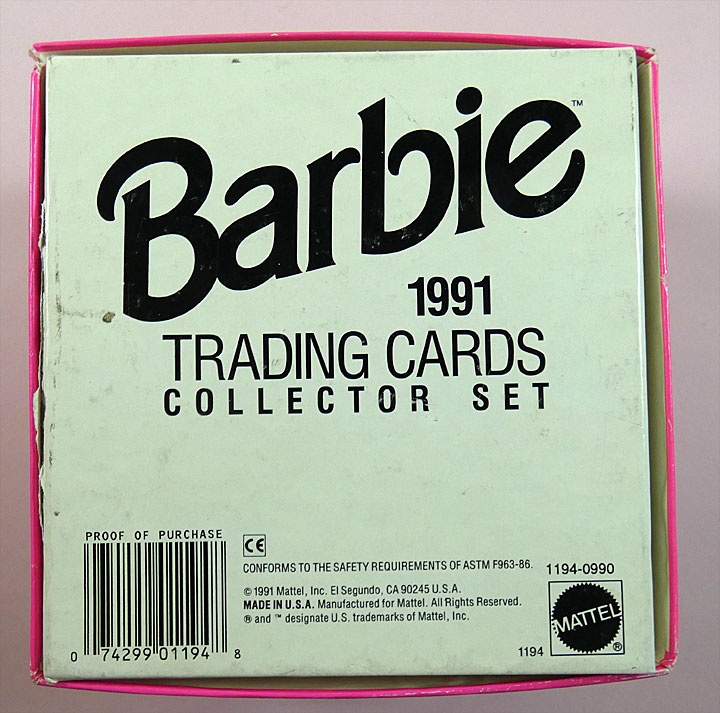 Barbie™
1991
TRADING CARDS
COLLECTOR SET
PROOF OF PURCHASE
0 74299 01194 8
CE
CONFORMS TO THE SAFETY REQUIREMENTS OF ASTM F963-86.
© 1991 Mattel, Inc. El Segundo, CA 90245 U.S.A.
MADE IN U.S.A. Manufactured for Mattel. All Rights Reserved.
® and ™ designate U.S. trademarks of Mattel, Inc.
1194-0990
MATTEL®
1194